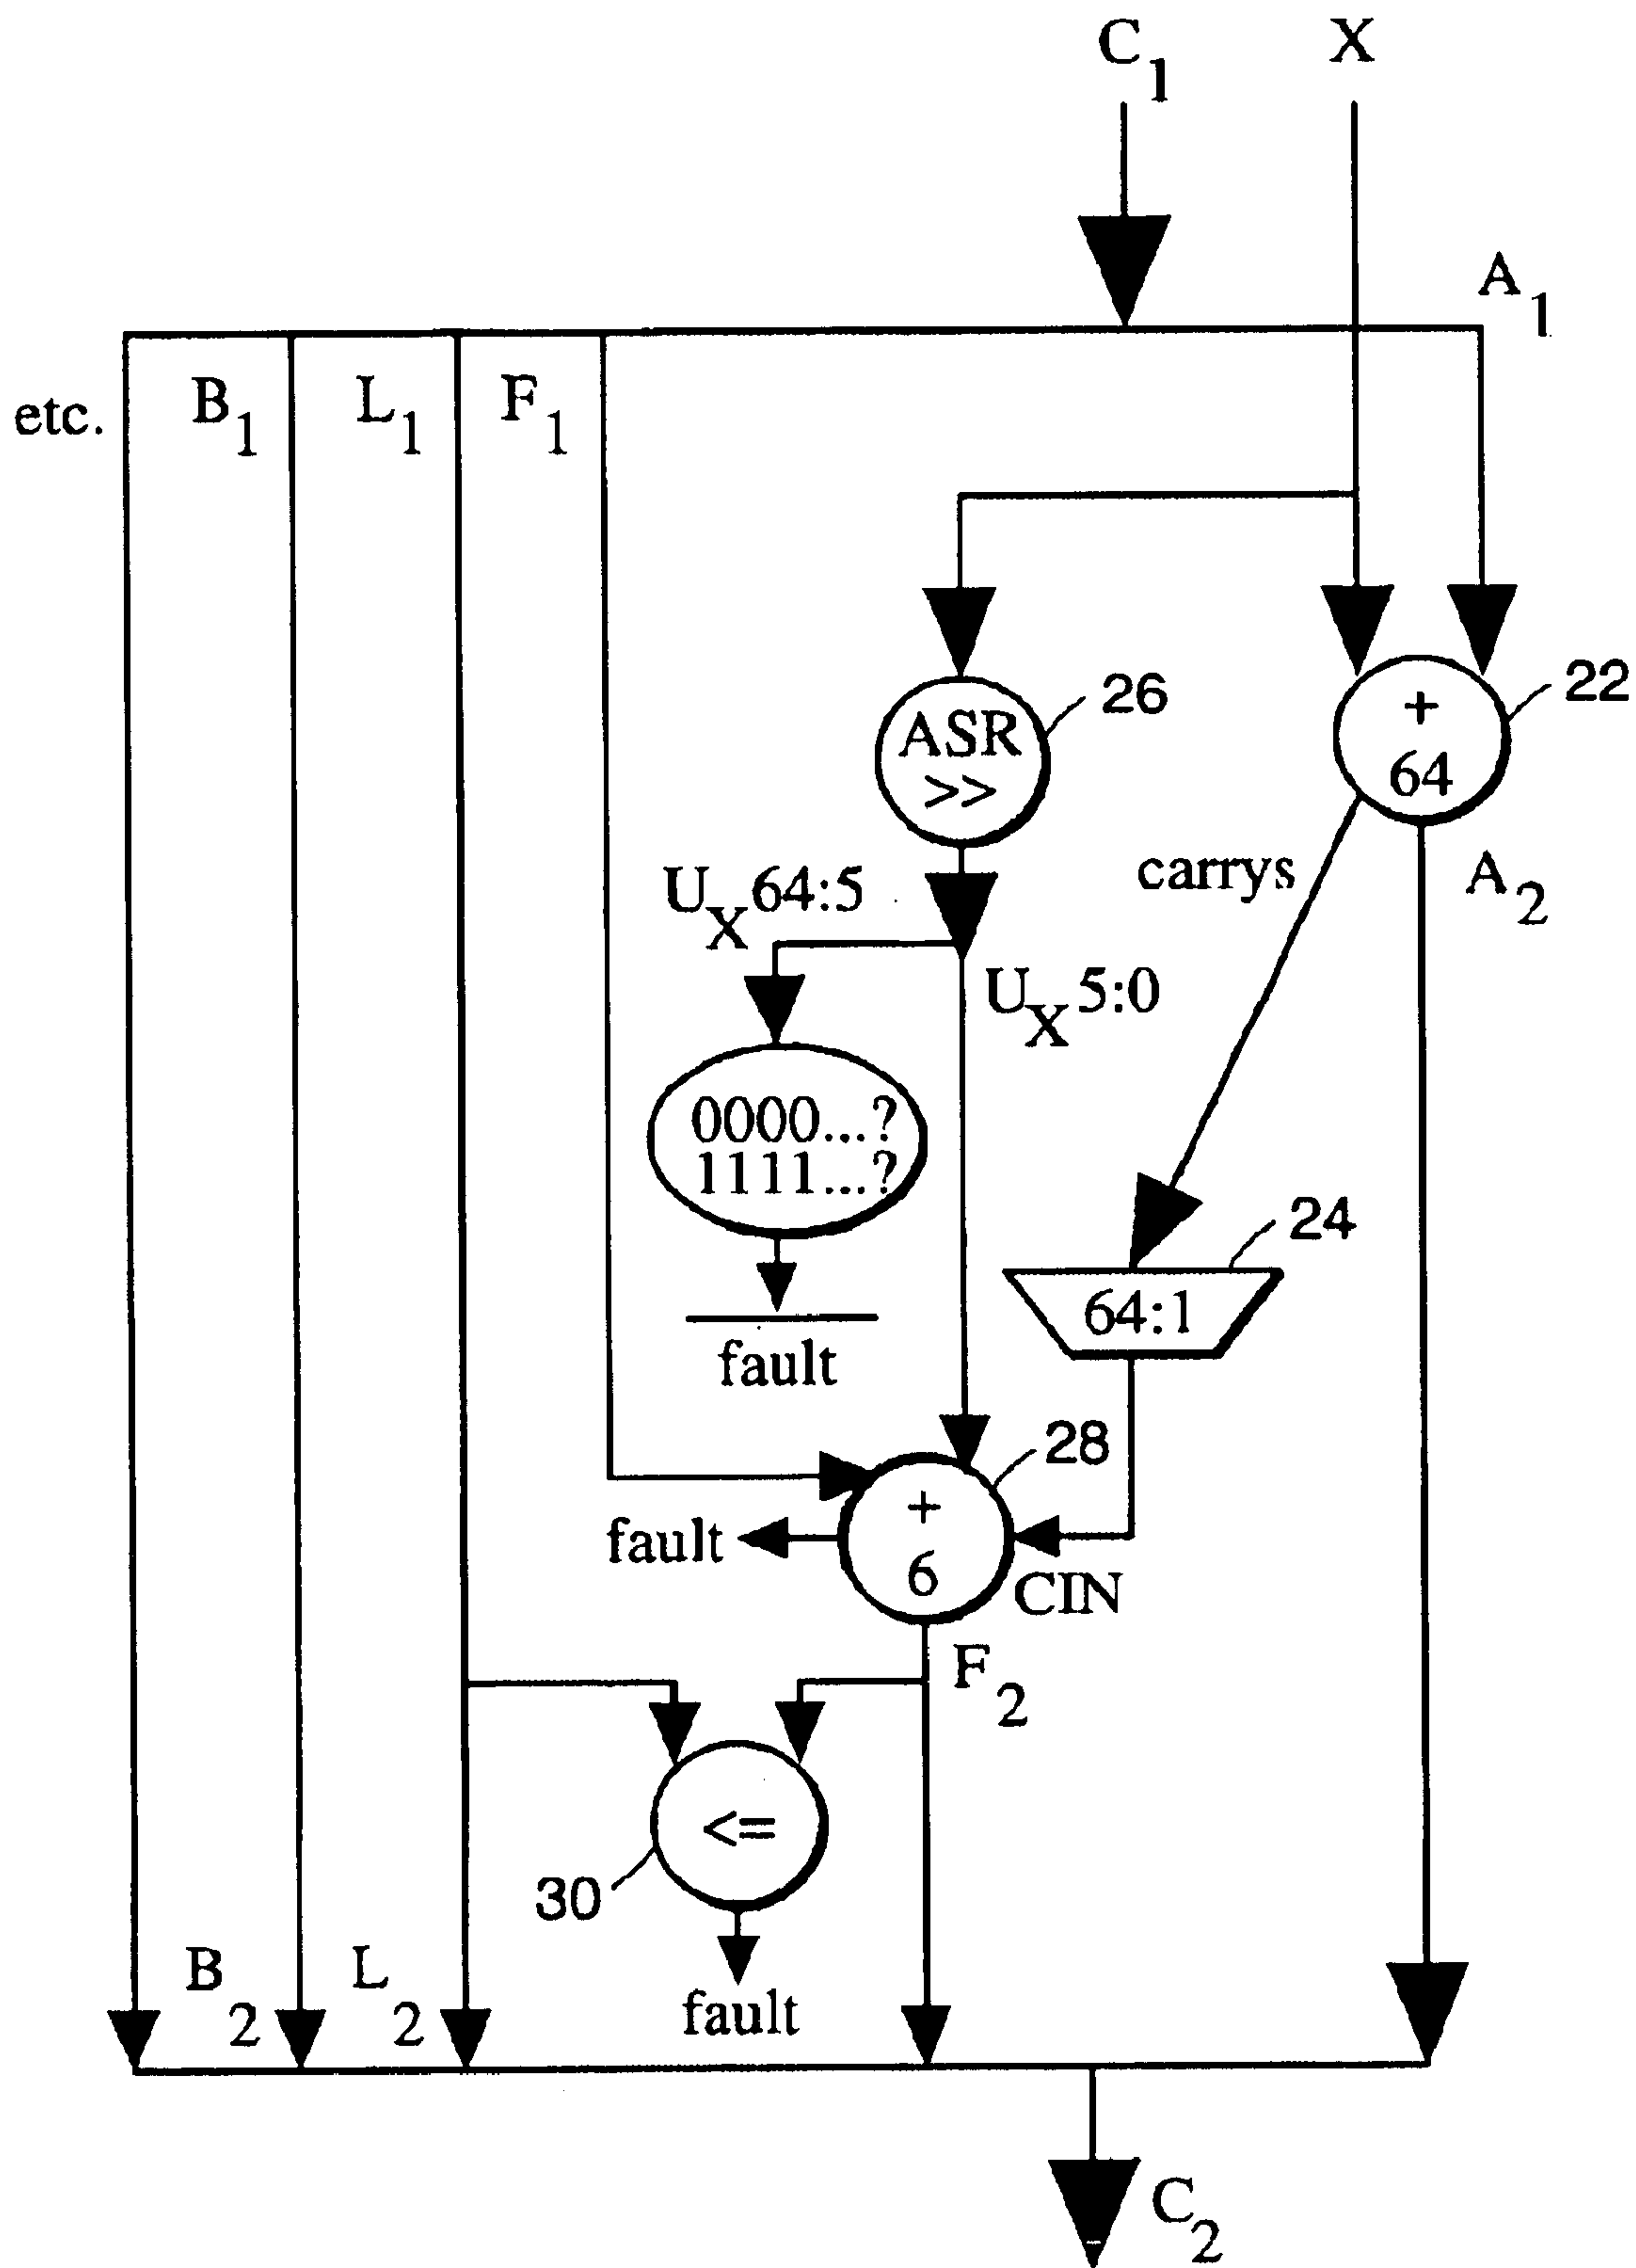 C1 X
A1
etc. B1 L1 F1
ASR
>>
26
+
64
22
carrys
A2
UX64:5
UX5:0
0000...?
1111...?
fault
64:1
24
+
6
28
fault
CIN
F2
<=
30
fault
B2 L2
C2